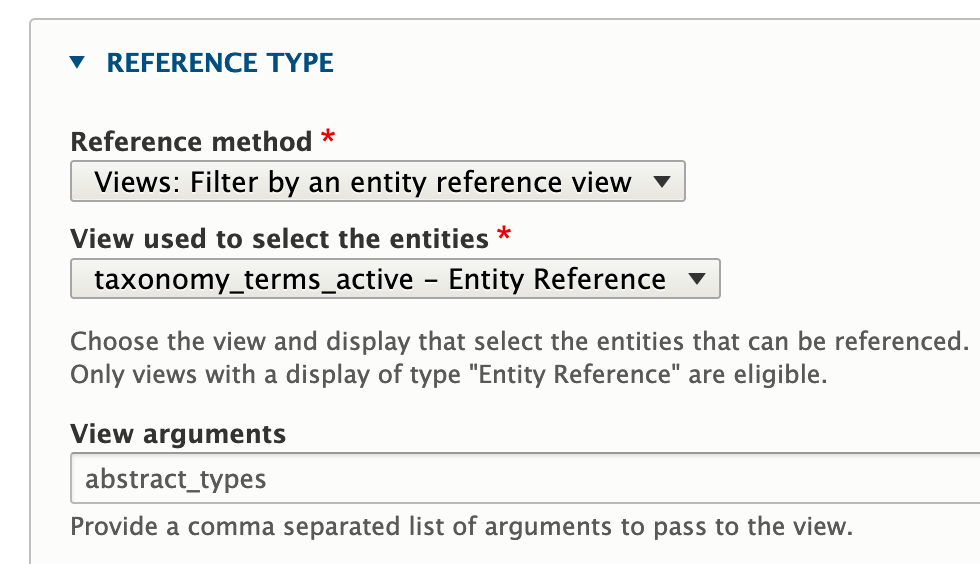 REFERENCE TYPE
Reference method *
Views: Filter by an entity reference view
View used to select the entities *
taxonomy_terms_active – Entity Reference
Choose the view and display that select the entities that can be referenced.
Only views with a display of type "Entity Reference" are eligible.
View arguments
abstract_types
Provide a comma separated list of arguments to pass to the view.